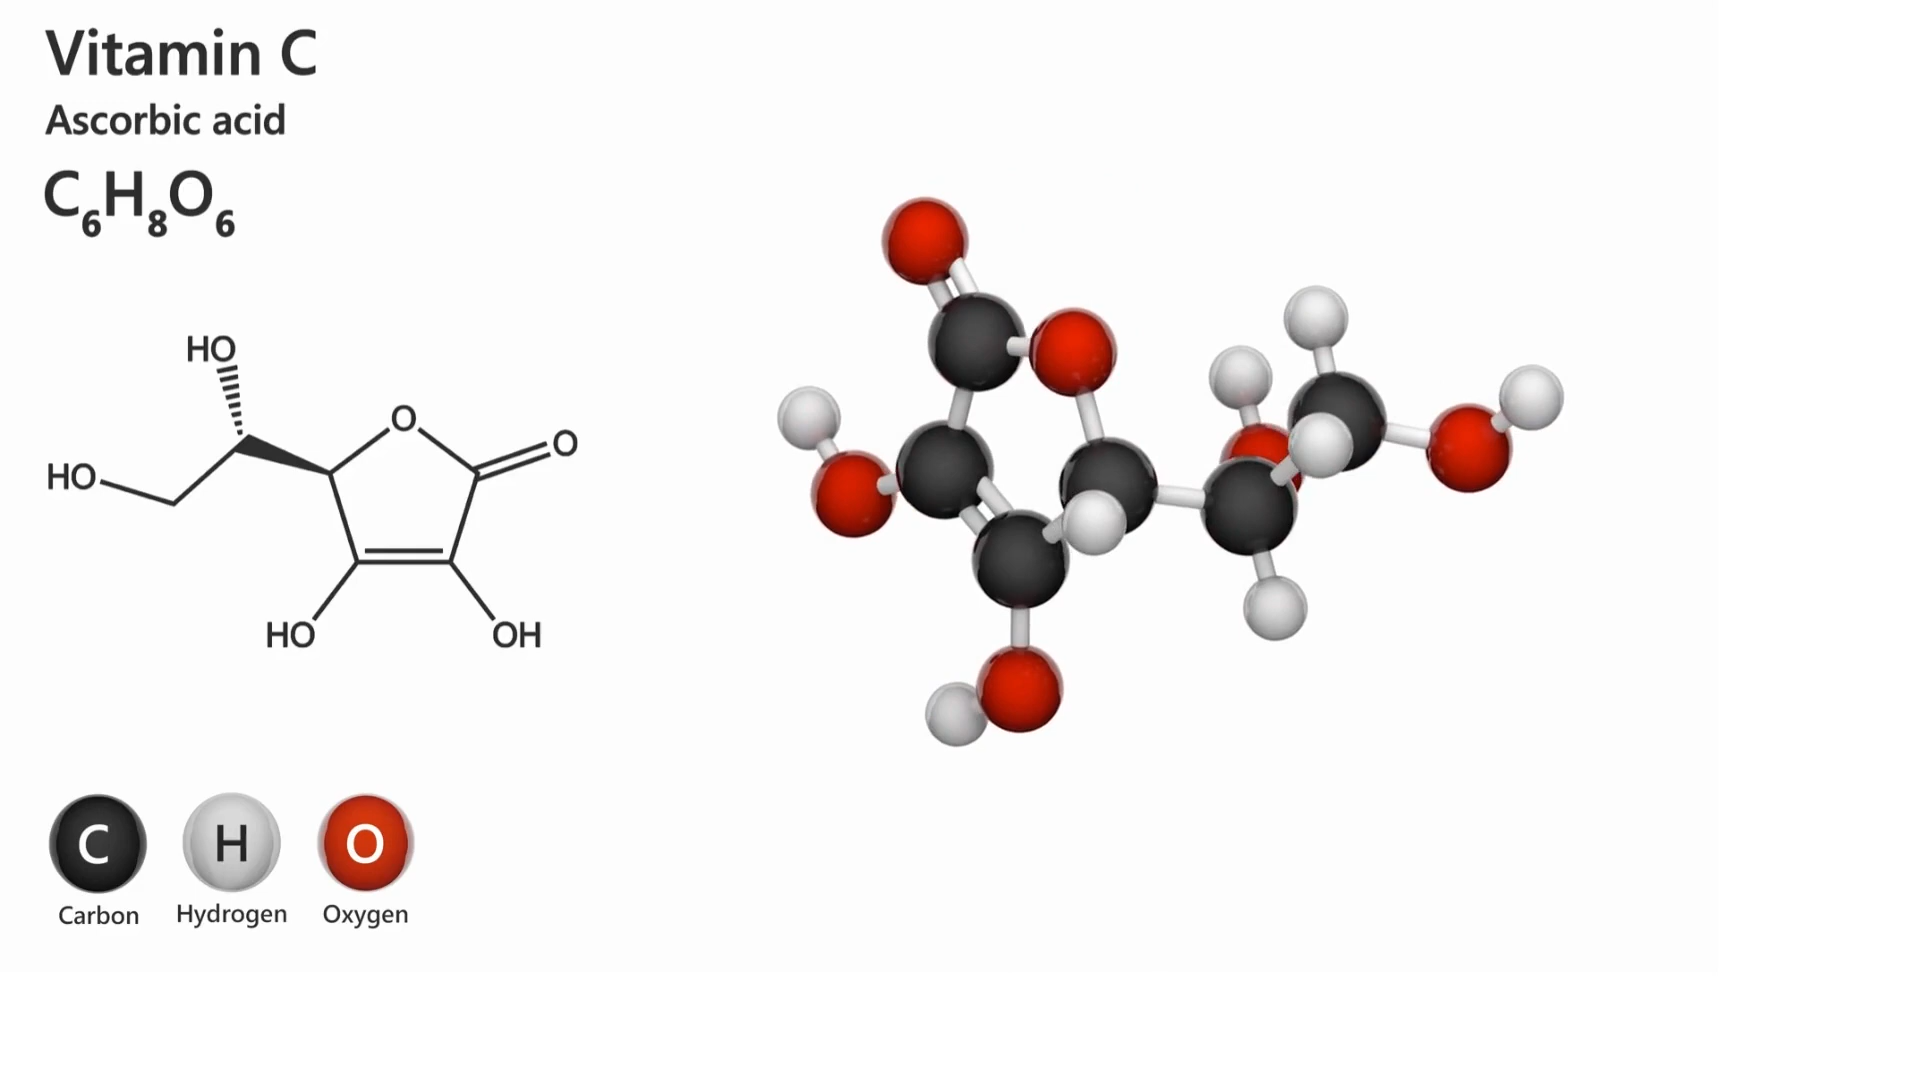 Vitamin C
Ascorbic acid
C₆H₈O₆
HO
O
O
HO
HO
OH
C H O
Carbon Hydrogen Oxygen